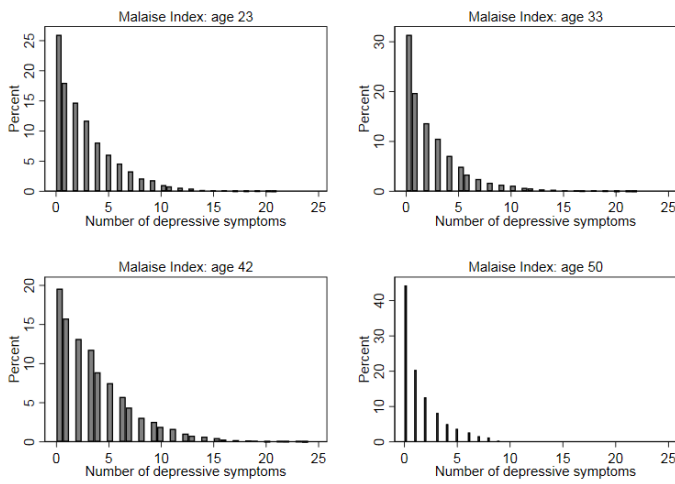 Malaise Index: age 23
Percent
0 5 10 15 20 25
0 5 10 15 20 25
Number of depressive symptoms
Malaise Index: age 33
Percent
0 10 20 30
0 5 10 15 20 25
Number of depressive symptoms
Malaise Index: age 42
Percent
0 5 10 15 20
0 5 10 15 20 25
Number of depressive symptoms
Malaise Index: age 50
Percent
0 10 20 30 40
0 5 10 15 20 25
Number of depressive symptoms